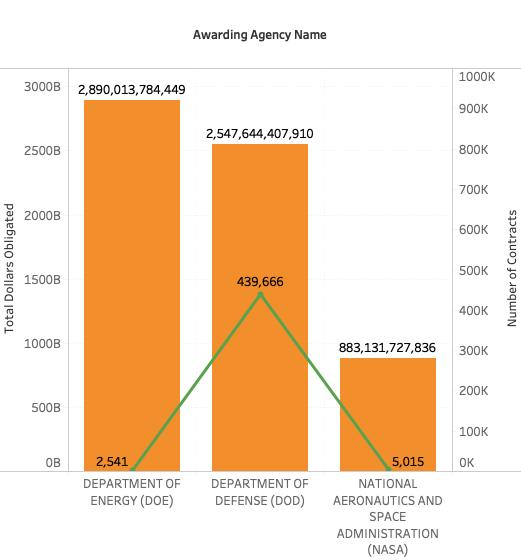 Awarding Agency Name
3000B
2500B
2000B
1500B
1000B
500B
0B
Total Dollars Obligated
2,890,013,784,449
2,547,644,407,910
883,131,727,836
439,666
2,541
5,015
1000K
900K
800K
700K
600K
500K
400K
300K
200K
100K
0K
Number of Contracts
DEPARTMENT OF
ENERGY (DOE)
DEPARTMENT OF
DEFENSE (DOD)
NATIONAL
AERONAUTICS AND
SPACE
ADMINISTRATION
(NASA)